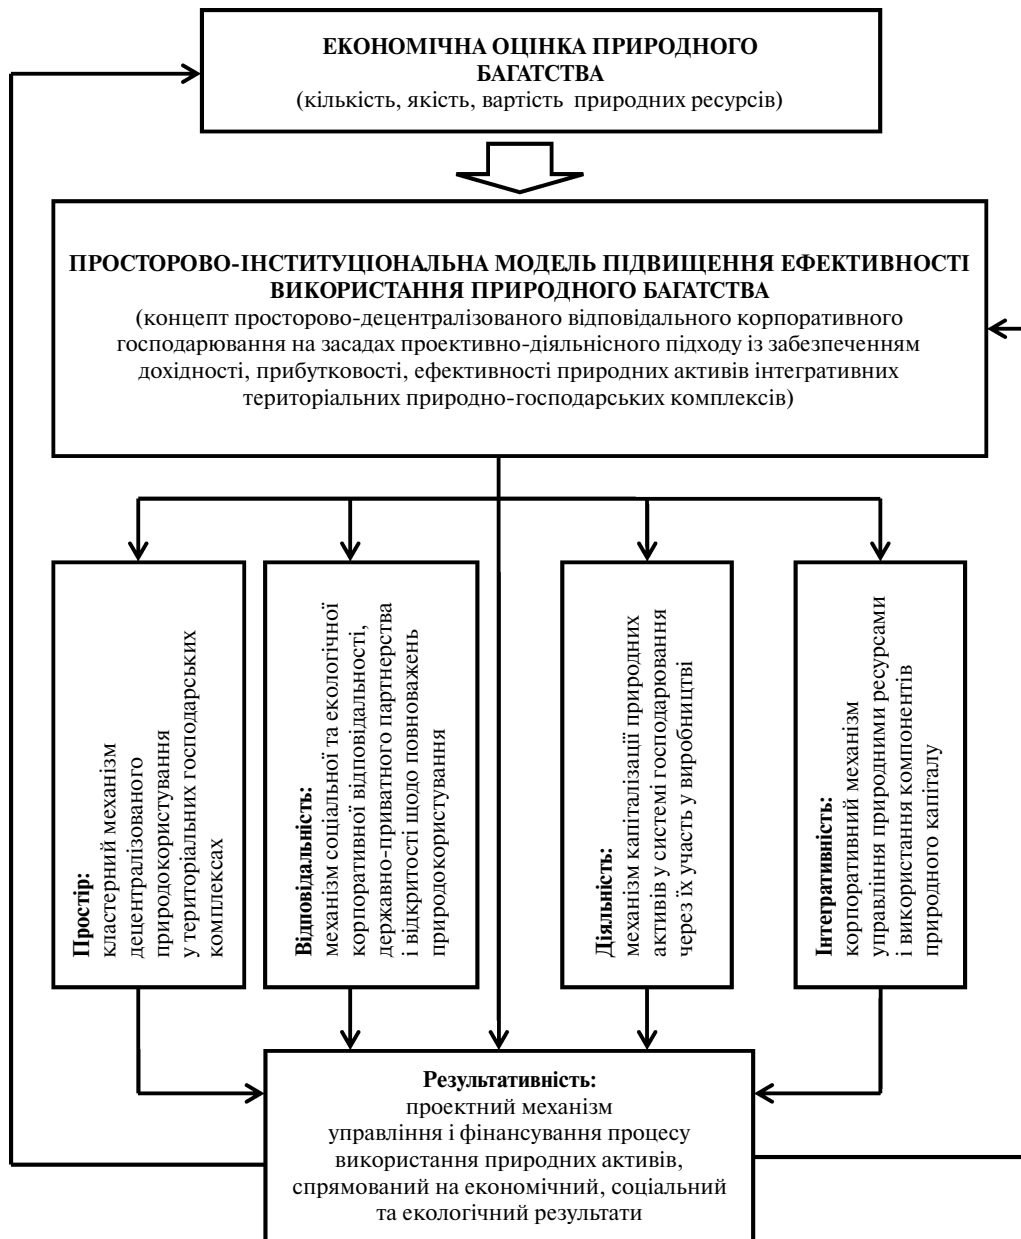 ЕКОНОМІЧНА ОЦІНКА ПРИРОДНОГО
БАГАТСТВА
(кількість, якість, вартість природних ресурсів)
ПРОСТОРОВО-ІНСТИТУЦІОНАЛЬНА МОДЕЛЬ ПІДВИЩЕННЯ ЕФЕКТИВНОСТІ
ВИКОРИСТАННЯ ПРИРОДНОГО БАГАТСТВА
(концепт просторово-децентралізованого відповідального корпоративного
господарювання на засадах проективно-діяльнісного підходу із забезпеченням
дохідності, прибутковості, ефективності природних активів інтегративних
територіальних природно-господарських комплексів)
Простір:
кластерний механізм
децентралізованого
природокористування
у територіальних господарських
комплексах
Відповідальність:
механізм соціальної та екологічної
корпоративної відповідальності,
державно-приватного партнерства
і відкритості щодо повноважень
природокористування
Діяльність:
механізм капіталізації природних
активів у системі господарювання
через їх участь у виробництві
Інтегративність:
корпоративний механізм
управління природними ресурсами
і використання компонентів
природного капіталу
Результативність:
проектний механізм
управління і фінансування процесу
використання природних активів,
спрямований на економічний, соціальний
та екологічний результати